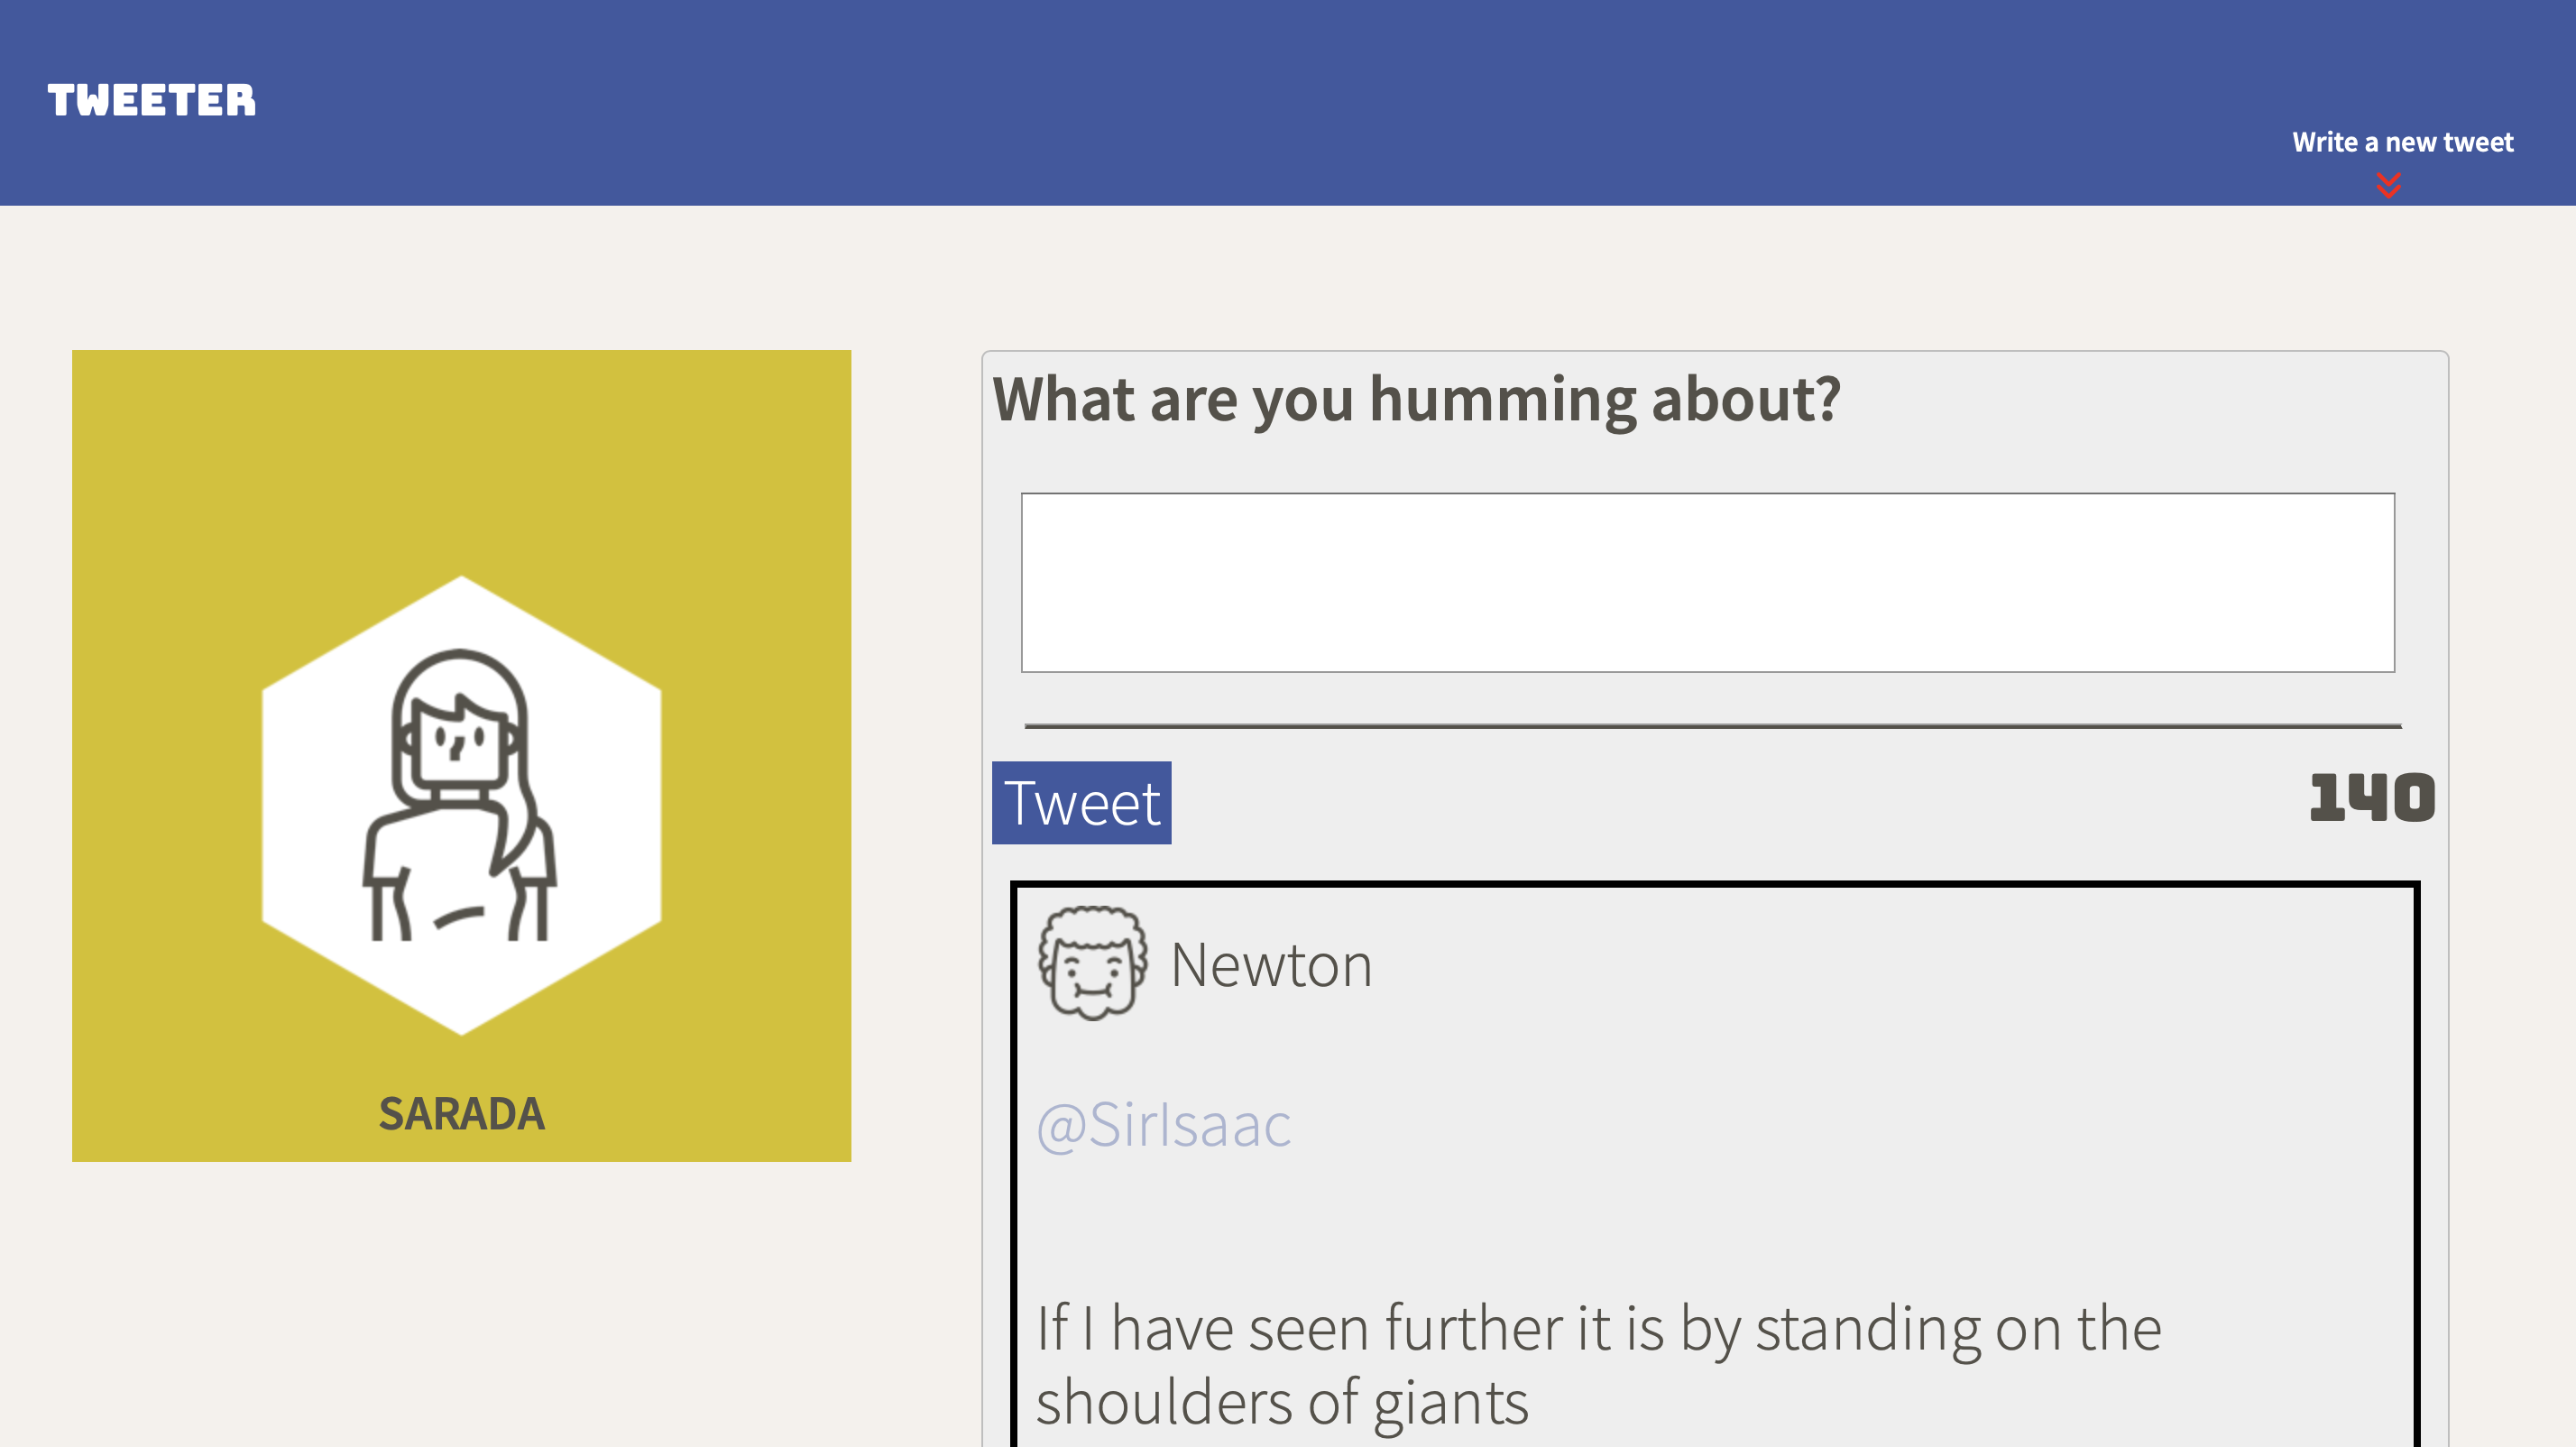 TWEETER
Write a new tweet
SARADA
What are you humming about?
Tweet
140
Newton
@SirIsaac
If I have seen further it is by standing on the
shoulders of giants